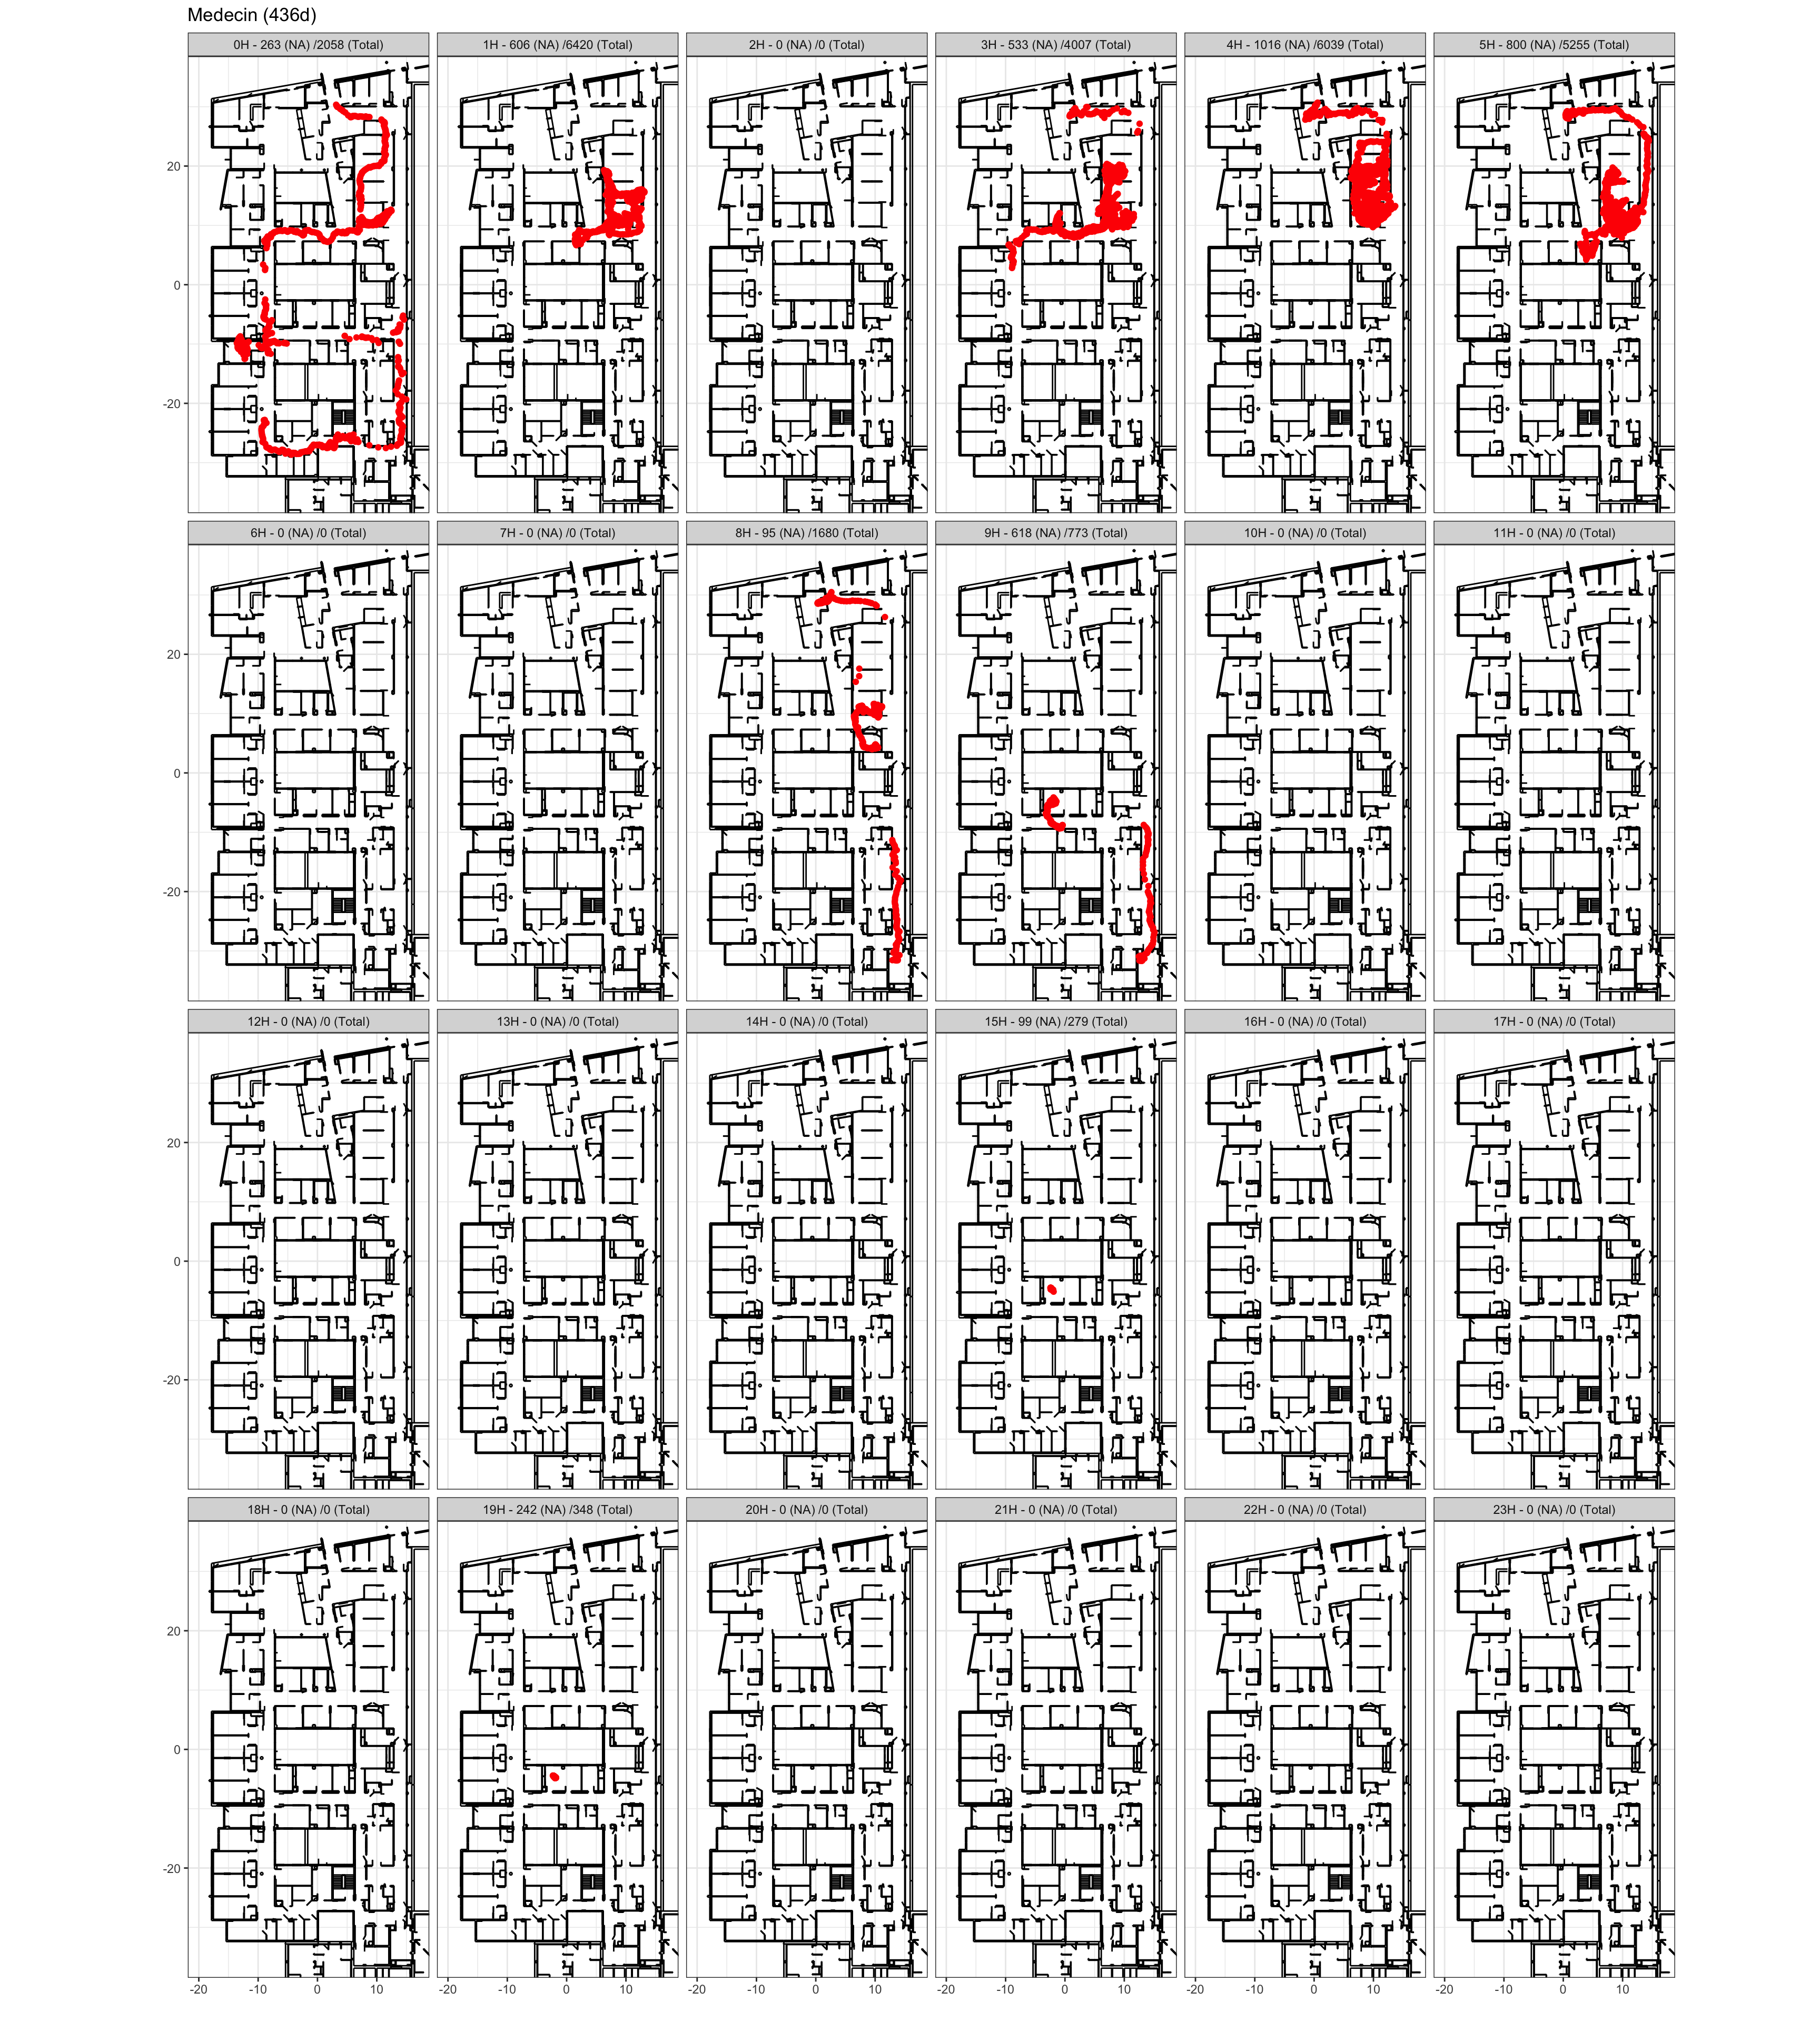 Medecin (436d)
0H - 263 (NA) /2058 (Total)
1H - 606 (NA) /6420 (Total)
2H - 0 (NA) /0 (Total)
3H - 533 (NA) /4007 (Total)
4H - 1016 (NA) /6039 (Total)
5H - 800 (NA) /5255 (Total)
20
0
-20
6H - 0 (NA) /0 (Total)
7H - 0 (NA) /0 (Total)
8H - 95 (NA) /1680 (Total)
9H - 618 (NA) /773 (Total)
10H - 0 (NA) /0 (Total)
11H - 0 (NA) /0 (Total)
20
0
-20
12H - 0 (NA) /0 (Total)
13H - 0 (NA) /0 (Total)
14H - 0 (NA) /0 (Total)
15H - 99 (NA) /279 (Total)
16H - 0 (NA) /0 (Total)
17H - 0 (NA) /0 (Total)
20
0
-20
18H - 0 (NA) /0 (Total)
19H - 242 (NA) /348 (Total)
20H - 0 (NA) /0 (Total)
21H - 0 (NA) /0 (Total)
22H - 0 (NA) /0 (Total)
23H - 0 (NA) /0 (Total)
20
0
-20
-20 -10 0 10 -20 -10 0 10 -20 -10 0 10 -20 -10 0 10 -20 -10 0 10 -20 -10 0 10